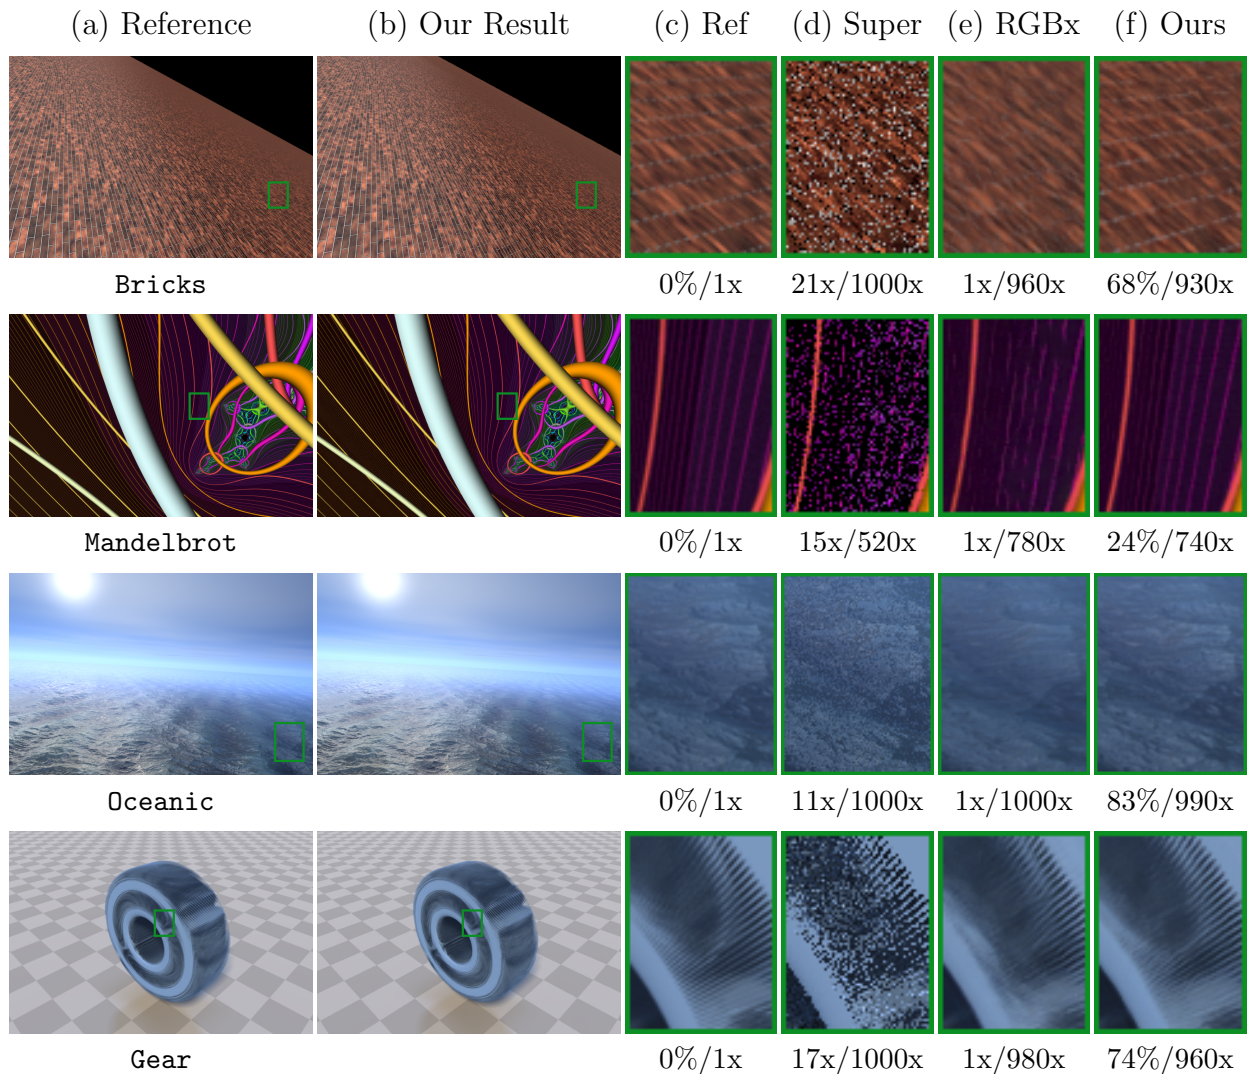 (a) Reference (b) Our Result (c) Ref (d) Super (e) RGBx (f) Ours
Bricks 0%/1x 21x/1000x 1x/960x 68%/930x
Mandelbrot 0%/1x 15x/520x 1x/780x 24%/740x
Oceanic 0%/1x 11x/1000x 1x/1000x 83%/990x
Gear 0%/1x 17x/1000x 1x/980x 74%/960x